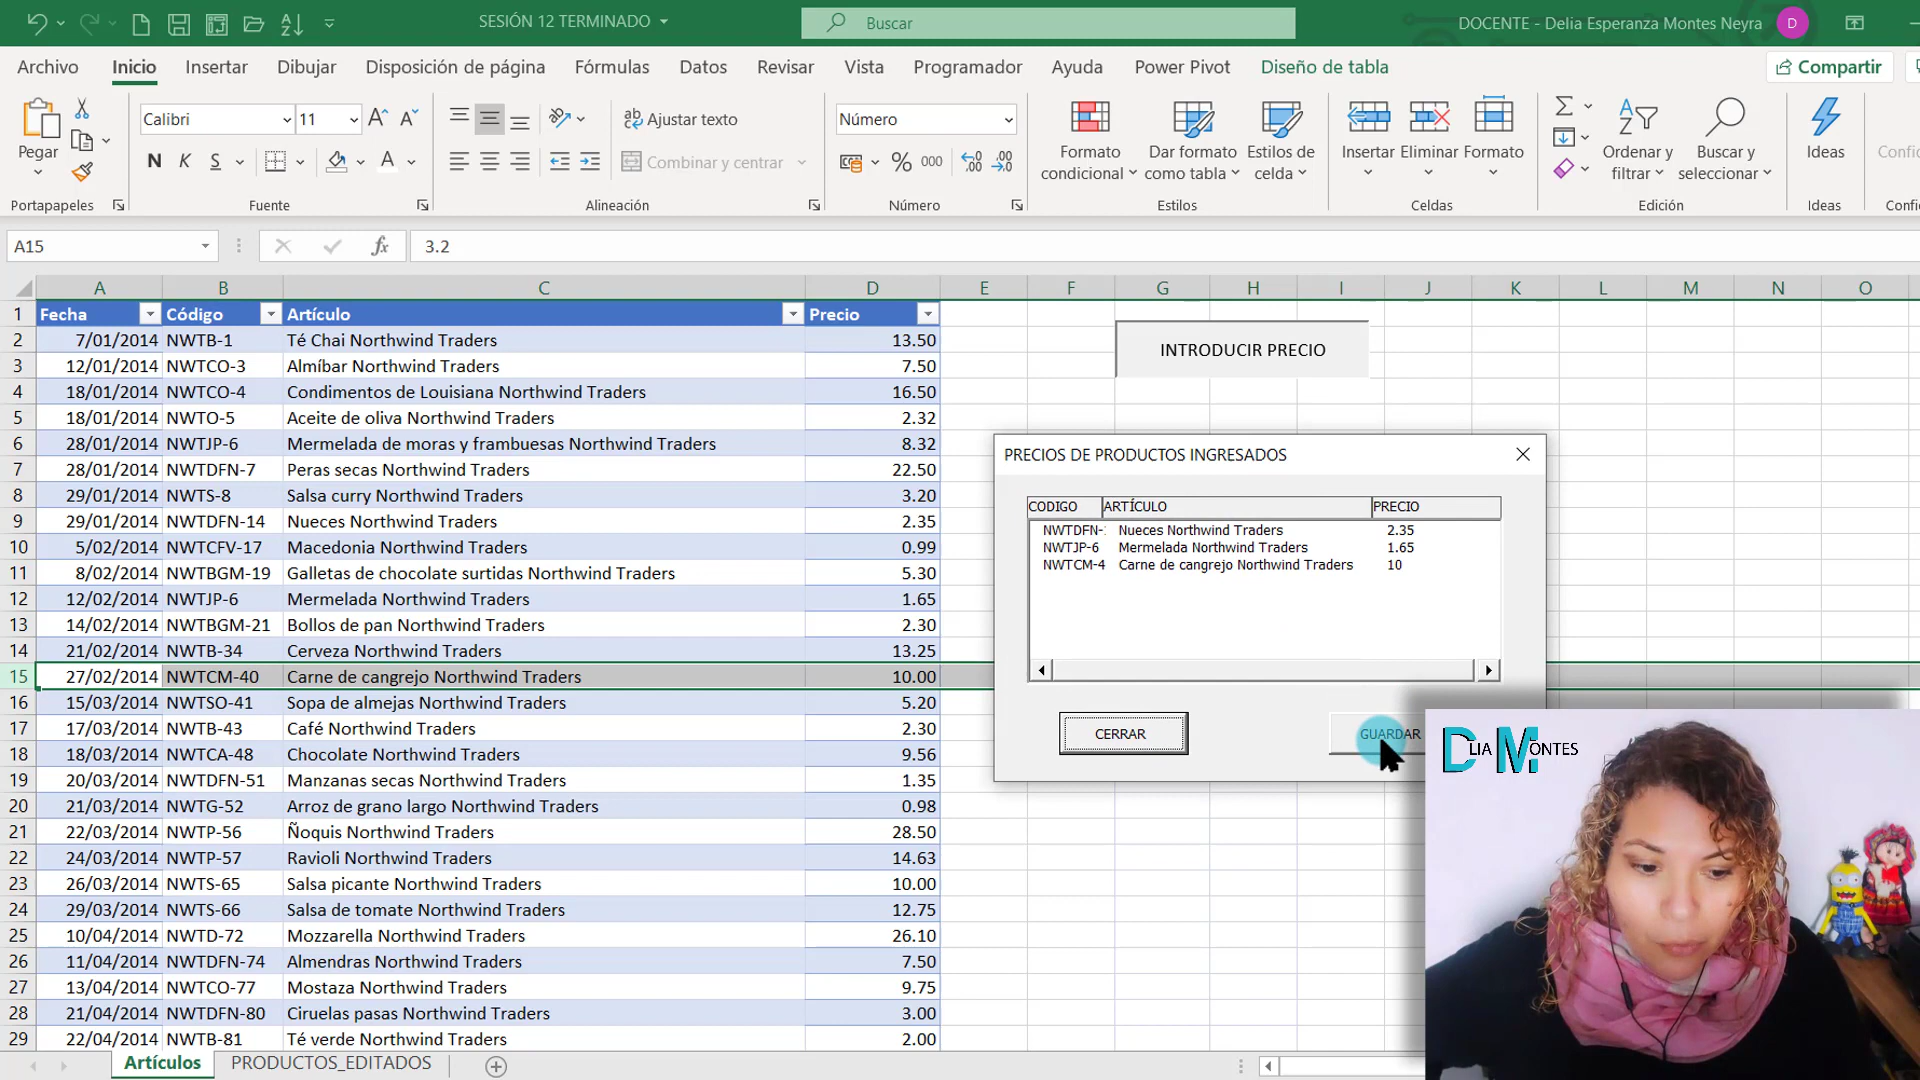 SESIÓN 12 TERMINADO
Buscar
DOCENTE - Delia Esperanza Montes Neyra
D
Archivo Inicio Insertar Dibujar Disposición de página Fórmulas Datos Revisar Vista Programador Ayuda Power Pivot Diseño de tabla Compartir
Pegar
Calibri 11
N K S
Ajustar texto
Combinar y centrar
Número
% 000
Formato condicional
Dar formato como tabla
Estilos de celda
Insertar Eliminar Formato
Ordenar y filtrar
Buscar y seleccionar
Ideas
Portapapeles Fuente Alineación Número Estilos Celdas Edición Ideas
A15 fx 3.2
A B C D E F G H I J K L M N O
1 Fecha Código Artículo Precio
2 7/01/2014 NWTB-1 Té Chai Northwind Traders 13.50
3 12/01/2014 NWTCO-3 Almíbar Northwind Traders 7.50
4 18/01/2014 NWTCO-4 Condimentos de Louisiana Northwind Traders 16.50
5 18/01/2014 NWTO-5 Aceite de oliva Northwind Traders 2.32
6 28/01/2014 NWTJP-6 Mermelada de moras y frambuesas Northwind Traders 8.32
7 28/01/2014 NWTDFN-7 Peras secas Northwind Traders 22.50
8 29/01/2014 NWTS-8 Salsa curry Northwind Traders 3.20
9 29/01/2014 NWTDFN-14 Nueces Northwind Traders 2.35
10 5/02/2014 NWTCFV-17 Macedonia Northwind Traders 0.99
11 8/02/2014 NWTBGM-19 Galletas de chocolate surtidas Northwind Traders 5.30
12 12/02/2014 NWTJP-6 Mermelada Northwind Traders 1.65
13 14/02/2014 NWTBGM-21 Bollos de pan Northwind Traders 2.30
14 21/02/2014 NWTB-34 Cerveza Northwind Traders 13.25
15 27/02/2014 NWTCM-40 Carne de cangrejo Northwind Traders 10.00
16 15/03/2014 NWTSO-41 Sopa de almejas Northwind Traders 5.20
17 17/03/2014 NWTB-43 Café Northwind Traders 2.30
18 18/03/2014 NWTCA-48 Chocolate Northwind Traders 9.56
19 20/03/2014 NWTDFN-51 Manzanas secas Northwind Traders 1.35
20 21/03/2014 NWTG-52 Arroz de grano largo Northwind Traders 0.98
21 22/03/2014 NWTP-56 Ñoquis Northwind Traders 28.50
22 24/03/2014 NWTP-57 Ravioli Northwind Traders 14.63
23 26/03/2014 NWTS-65 Salsa picante Northwind Traders 10.00
24 29/03/2014 NWTS-66 Salsa de tomate Northwind Traders 12.75
25 10/04/2014 NWTD-72 Mozzarella Northwind Traders 26.10
26 11/04/2014 NWTDFN-74 Almendras Northwind Traders 7.50
27 13/04/2014 NWTCO-77 Mostaza Northwind Traders 9.75
28 21/04/2014 NWTDFN-80 Ciruelas pasas Northwind Traders 3.00
29 22/04/2014 NWTB-81 Té verde Northwind Traders 2.00
INTRODUCIR PRECIO
PRECIOS DE PRODUCTOS INGRESADOS
CODIGO ARTÍCULO PRECIO
NWTDFN- Nueces Northwind Traders 2.35
NWTJP-6 Mermelada Northwind Traders 1.65
NWTCM-4 Carne de cangrejo Northwind Traders 10
CERRAR GUARDAR
DLIA MONTES
Artículos PRODUCTOS_EDITADOS